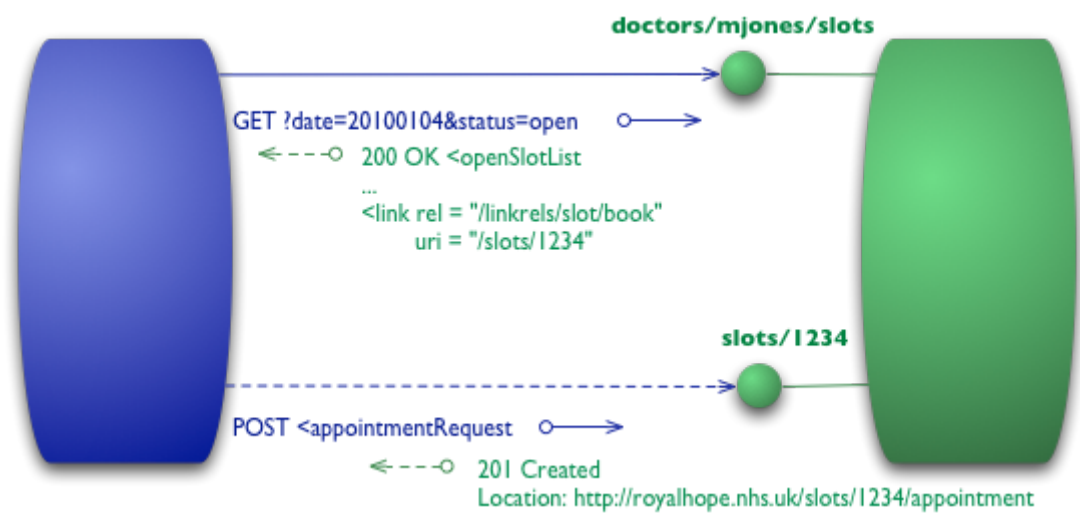 doctors/mjones/slots
GET ?date=20100104&status=open
200 OK <openSlotList
...
<link rel = "/linkrels/slot/book"
uri = "/slots/1234"
slots/1234
POST <appointmentRequest
201 Created
Location: http://royalhope.nhs.uk/slots/1234/appointment